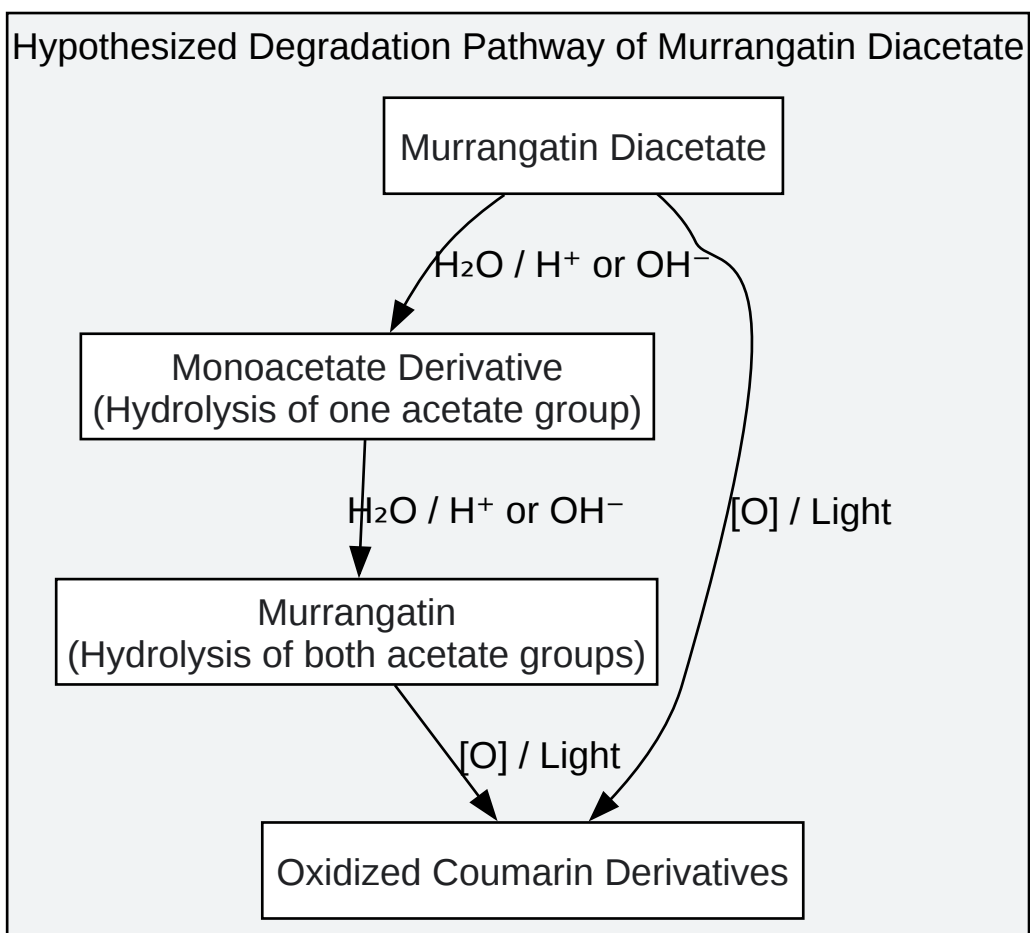 Hypothesized Degradation Pathway of Murrangatin Diacetate
Murrangatin Diacetate
H₂O / H⁺ or OH⁻
Monoacetate Derivative
(Hydrolysis of one acetate group)
H₂O / H⁺ or OH⁻
[O] / Light
Murrangatin
(Hydrolysis of both acetate groups)
[O] / Light
Oxidized Coumarin Derivatives